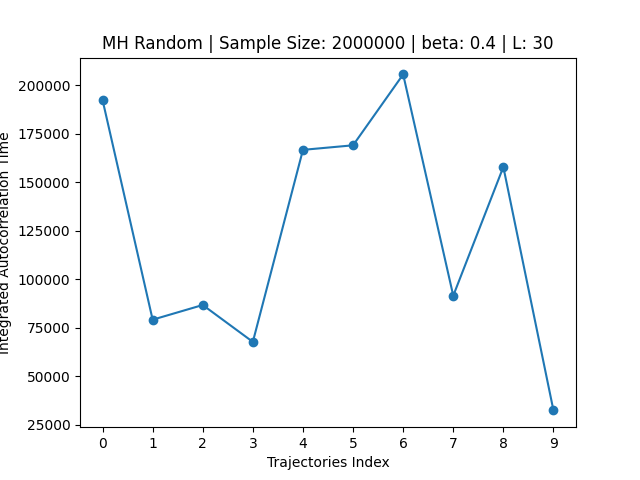 MH Random | Sample Size: 2000000 | beta: 0.4 | L: 30
200000
175000
150000
125000
100000
75000
50000
25000
Integrated Autocorrelation Time
0 1 2 3 4 5 6 7 8 9
Trajectories Index